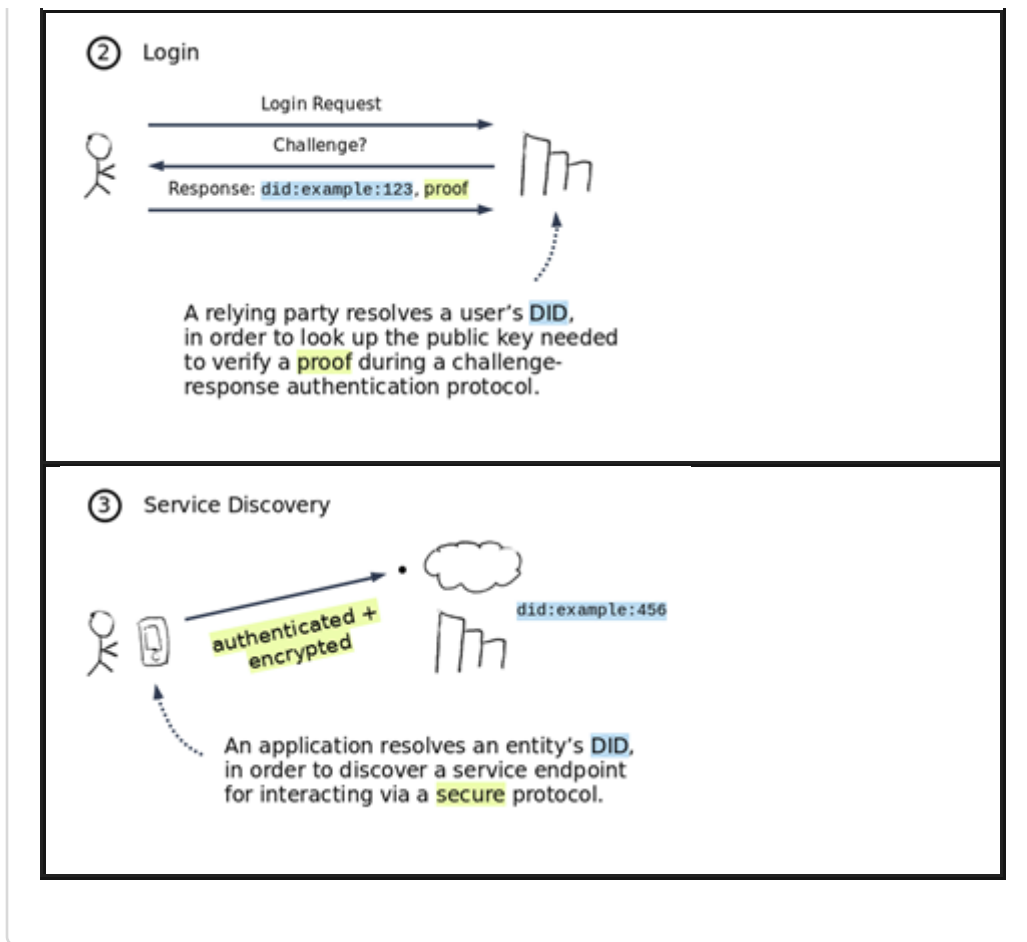 2 Login
Login Request
Challenge?
Response: did:example:123, proof
A relying party resolves a user’s DID,
in order to look up the public key needed
to verify a proof during a challenge-
response authentication protocol.
3 Service Discovery
did:example:456
authenticated +
encrypted
An application resolves an entity’s DID,
in order to discover a service endpoint
for interacting via a secure protocol.